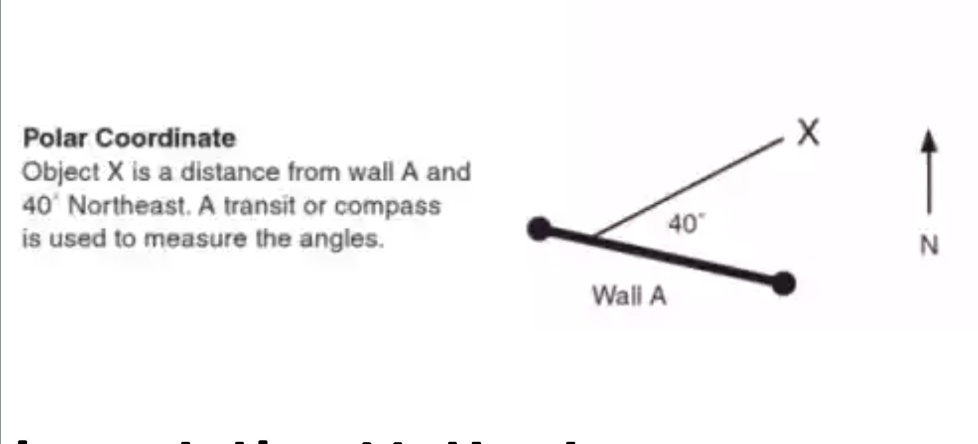 Polar Coordinate
Object X is a distance from wall A and
40° Northeast. A transit or compass
is used to measure the angles.
X
40°
Wall A
N